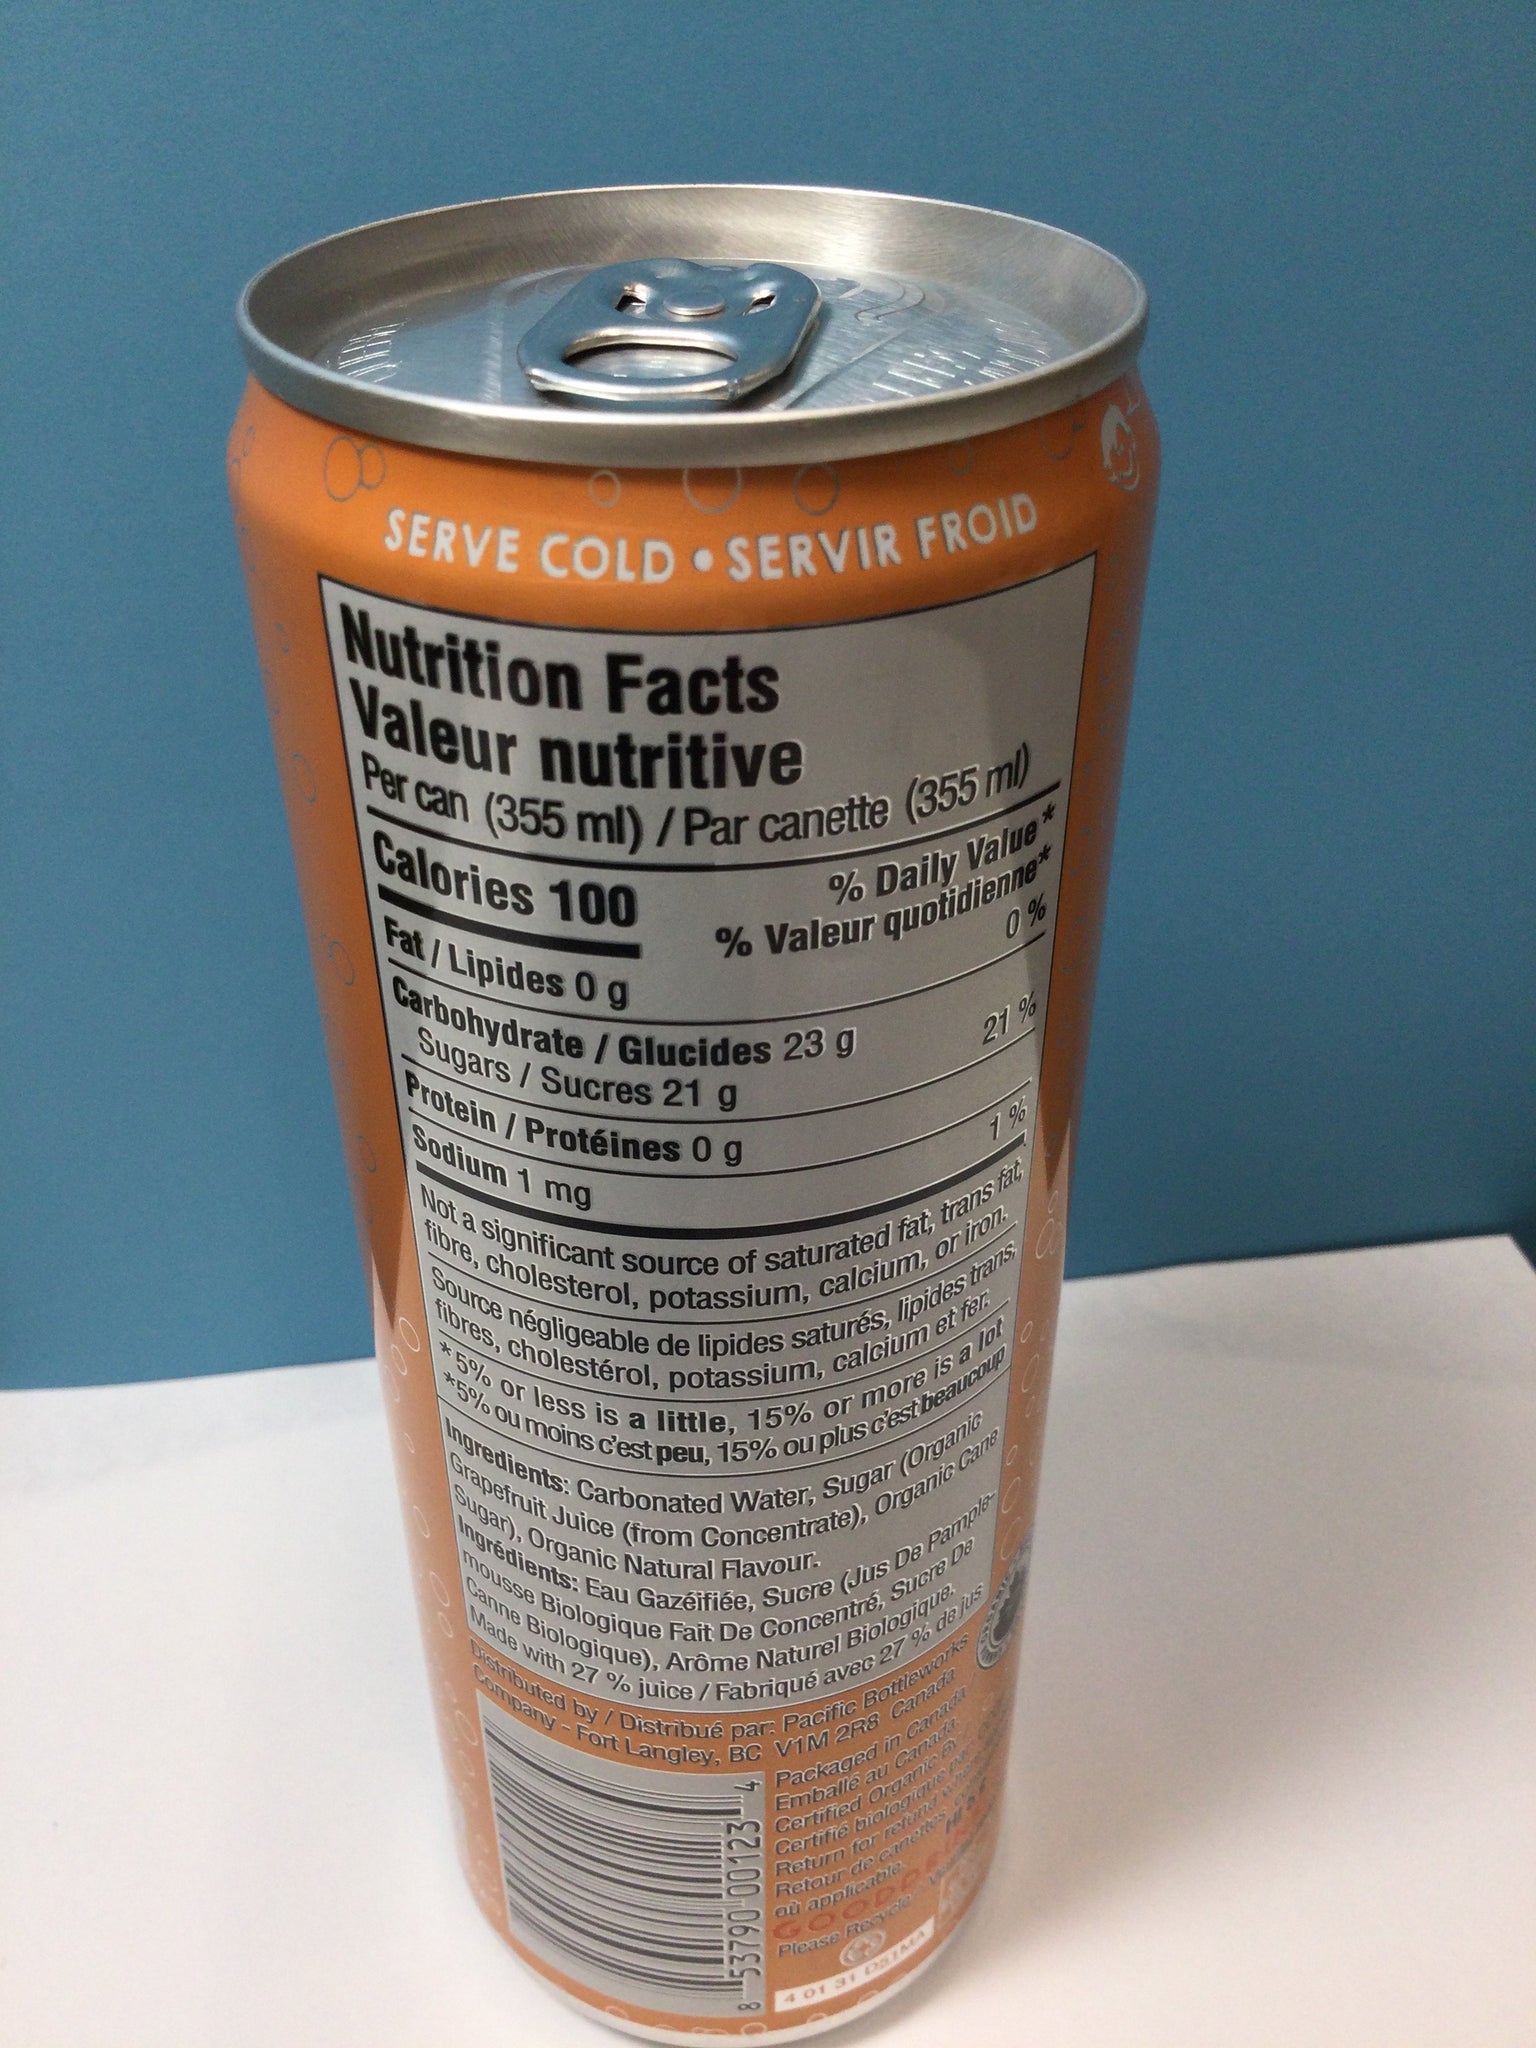 SERVE COLD • SERVIR FROID
Nutrition Facts
Valeur nutritive
Per can (355 ml) / Par canette (355 ml)
Calories 100
% Daily Value*
% Valeur quotidienne*
Fat / Lipides 0 g 0 %
Carbohydrate / Glucides 23 g
Sugars / Sucres 21 g 21 %
Protein / Protéines 0 g
Sodium 1 mg 1 %
Not a significant source of saturated fat, trans fat,
fibre, cholesterol, potassium, calcium, or iron.
Source négligeable de lipides saturés, lipides trans,
fibres, cholestérol, potassium, calcium et fer.
*5% or less is a little, 15% or more is a lot
*5% ou moins c'est peu, 15% ou plus c'est beaucoup
Ingredients: Carbonated Water, Sugar (Organic
Grapefruit Juice (from Concentrate), Organic Cane
Sugar), Organic Natural Flavour.
Ingrédients: Eau Gazéifiée, Sucre (Jus De Pample-
mousse Biologique Fait De Concentré, Sucre De
Canne Biologique), Arôme Naturel Biologique.
Made with 27 % juice / Fabriqué avec 27 % de jus
Distributed by / Distribué par: Pacific Bottleworks
Company - Fort Langley, BC V1M 2R8 Canada
Packaged in Canada
Emballé au Canada
Certified Organic By
Certifié biologique par
Return for refund
Retour de canettes
où applicable.
Please Recycle
8 53790 00123 4
4 01 31